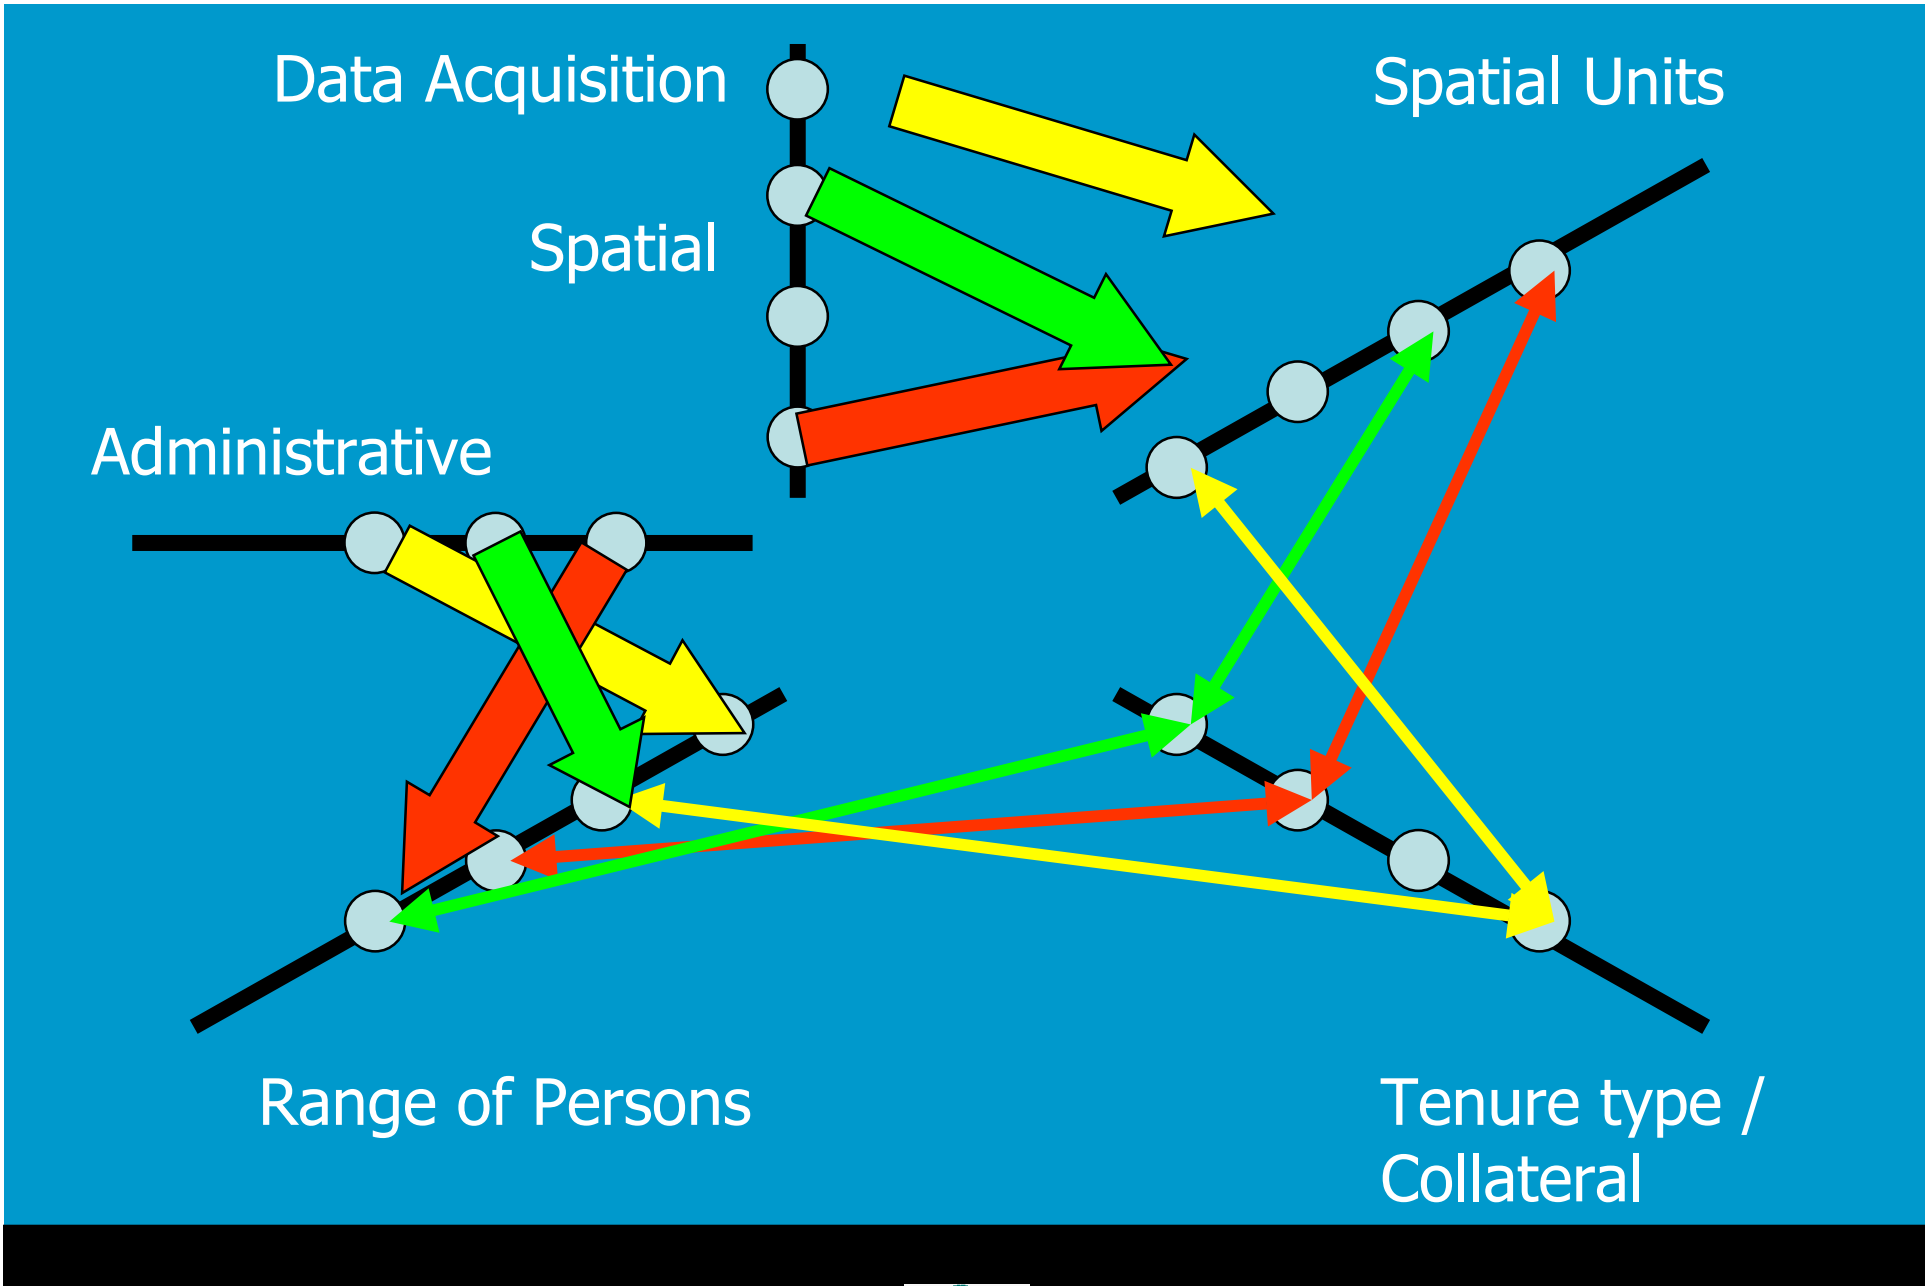 Data Acquisition
Spatial Units
Spatial
Administrative
Range of Persons
Tenure type /
Collateral